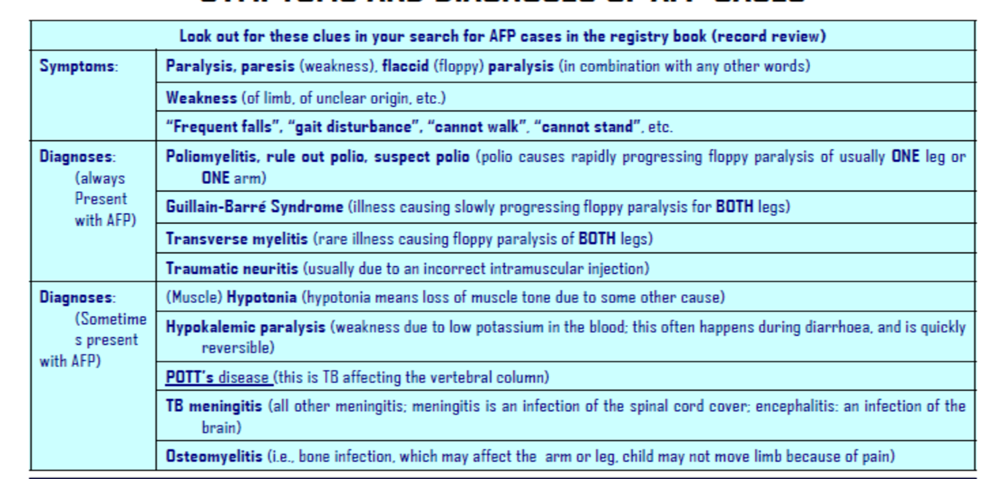 SYMPTOMS AND DIAGNOSES OF AFP CASES
Look out for these clues in your search for AFP cases in the registry book (record review)
Symptoms:
Paralysis, paresis (weakness), flaccid (floppy) paralysis (in combination with any other words)
Weakness (of limb, of unclear origin, etc.)
“Frequent falls”, “gait disturbance”, “cannot walk”, “cannot stand”, etc.
Diagnoses:
(always
Present
with AFP)
Poliomyelitis, rule out polio, suspect polio (polio causes rapidly progressing floppy paralysis of usually ONE leg or
ONE arm)
Guillain-Barré Syndrome (illness causing slowly progressing floppy paralysis for BOTH legs)
Transverse myelitis (rare illness causing floppy paralysis of BOTH legs)
Traumatic neuritis (usually due to an incorrect intramuscular injection)
Diagnoses:
(Sometime
s present
with AFP)
(Muscle) Hypotonia (hypotonia means loss of muscle tone due to some other cause)
Hypokalemic paralysis (weakness due to low potassium in the blood; this often happens during diarrhoea, and is quickly
reversible)
POTT’s disease (this is TB affecting the vertebral column)
TB meningitis (all other meningitis; meningitis is an infection of the spinal cord cover; encephalitis: an infection of the
brain)
Osteomyelitis (i.e., bone infection, which may affect the  arm or leg, child may not move limb because of pain)